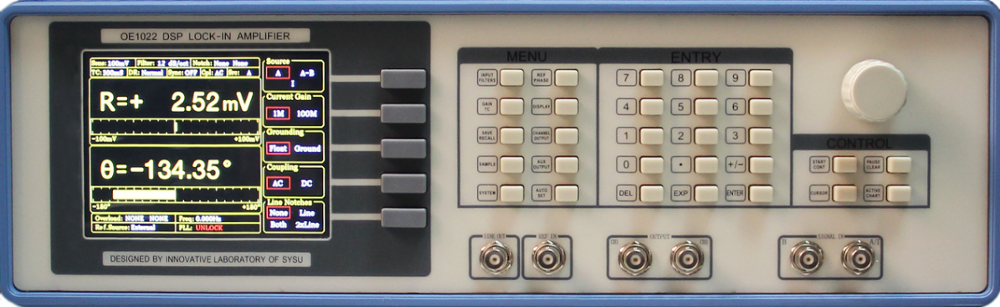 OE1022 DSP LOCK-IN AMPLIFIER
Sens: 100mV Filter: 12 dB/oct Notch: None None
TC: 300mS DR: Normal Sync: OFF Cpl: AC Src: A
R=+ 2.52mV
-100mV +100mV
θ=-134.35°
-180° +180°
Overload: NONE NONE Freq: 0.000Hz
Ref.Source: External PLL: UNLOCK
Source
A A-B
I
Current Gain
1M 100M
Grounding
Float Ground
Coupling
AC DC
Line Notches
None Line
Both 2xLine
DESIGNED BY INNOVATIVE LABORATORY OF SYSU
MENU
INPUT FILTERS
REF PHASE
GAIN TC
DISPLAY
SAVE RECALL
CHANNEL OUTPUT
SAMPLE
AUX OUTPUT
SYSTEM
AUTO SET
ENTRY
7 8 9
4 5 6
1 2 3
0 • +/-
DEL EXP ENTER
CONTROL
START CONT
PAUSE CLEAR
CURSOR
ACTIVE CHART
SINE OUT
REF IN
OUTPUT
SIGNAL IN
B A/I